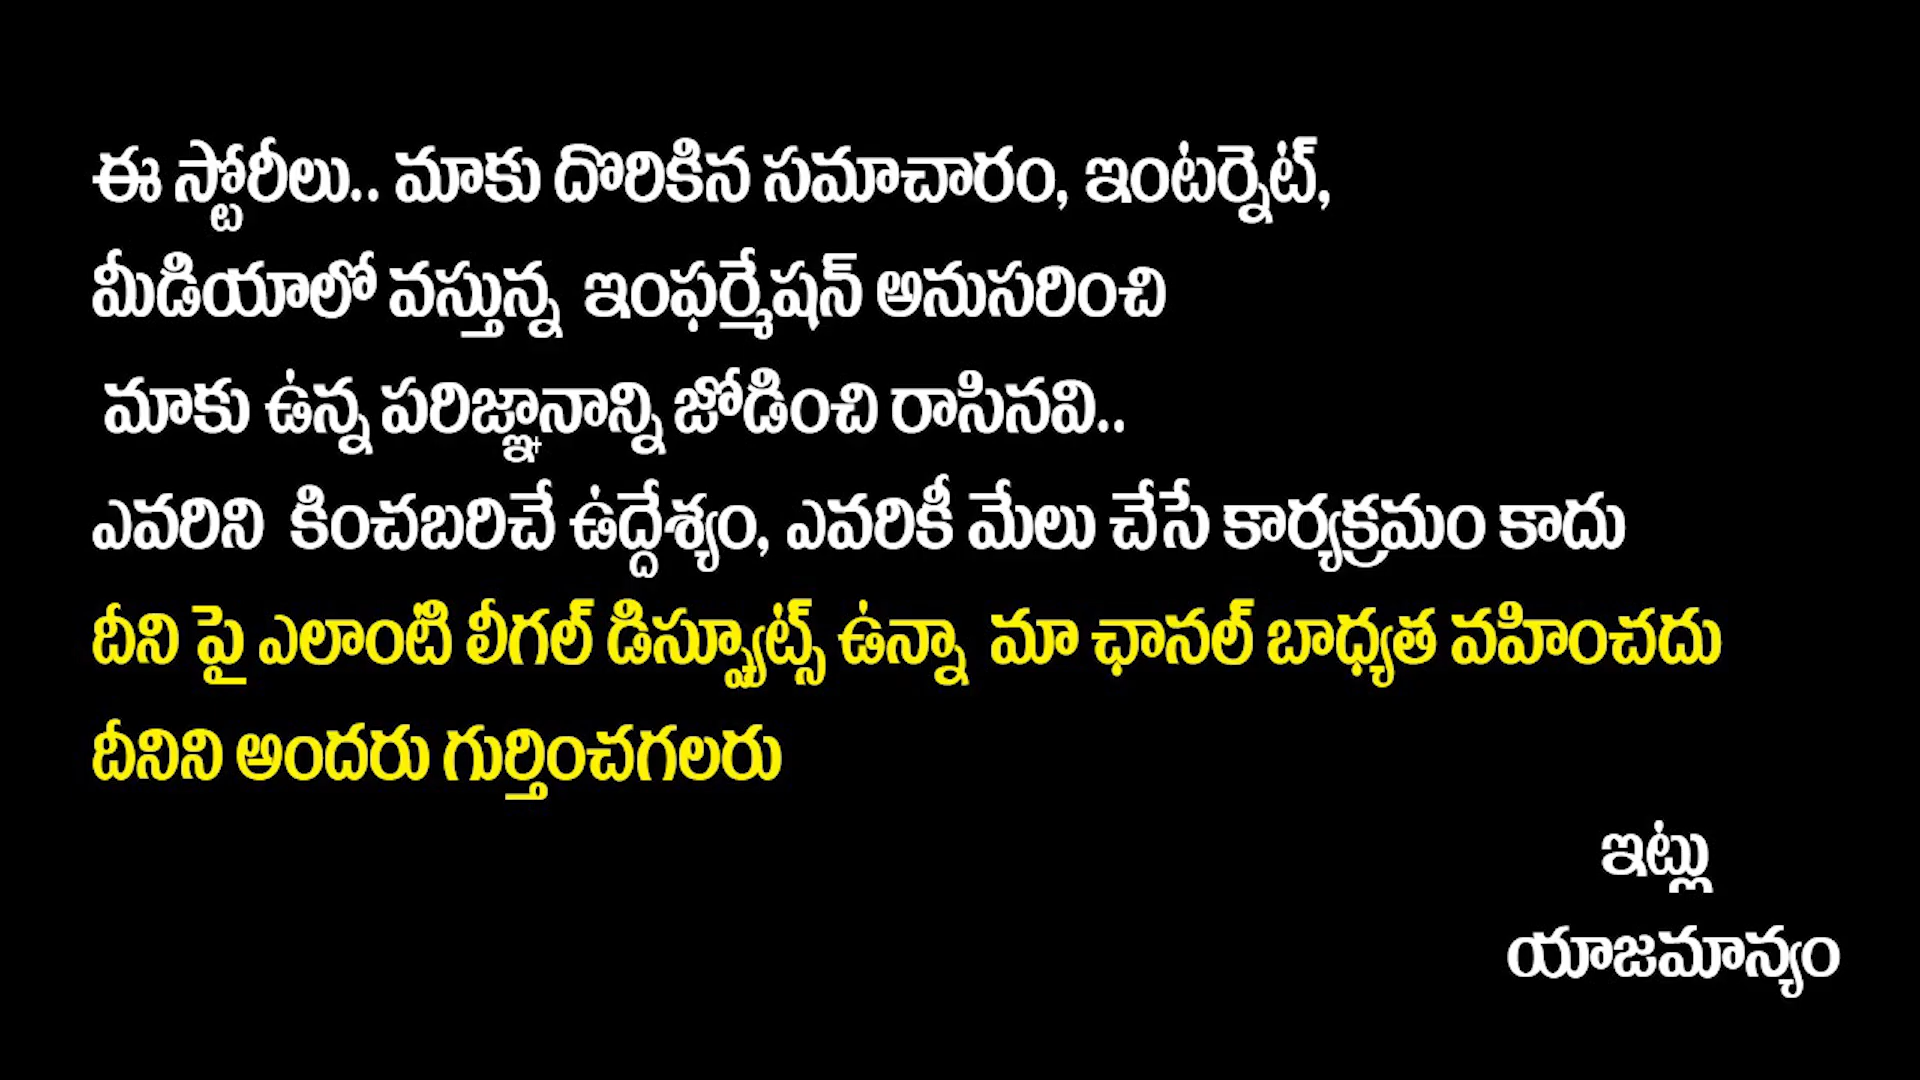 ఈ స్టోరీలు.. మాకు దొరికిన సమాచారం, ఇంటర్నెట్,
మీడియాలో వస్తున్న ఇంఫర్మేషన్ అనుసరించి
మాకు ఉన్న పరిజ్ఞానాన్ని జోడించి రాసినవి..
ఎవరిని కించబరిచే ఉద్దేశ్యం, ఎవరికీ మేలు చేసే కార్యక్రమం కాదు
దీని పై ఎలాంటి లీగల్ డిస్ప్యూట్స్ ఉన్నా మా ఛానల్ బాధ్యత వహించదు
దీనిని అందరు గుర్తించగలరు
ఇట్లు
యాజమాన్యం